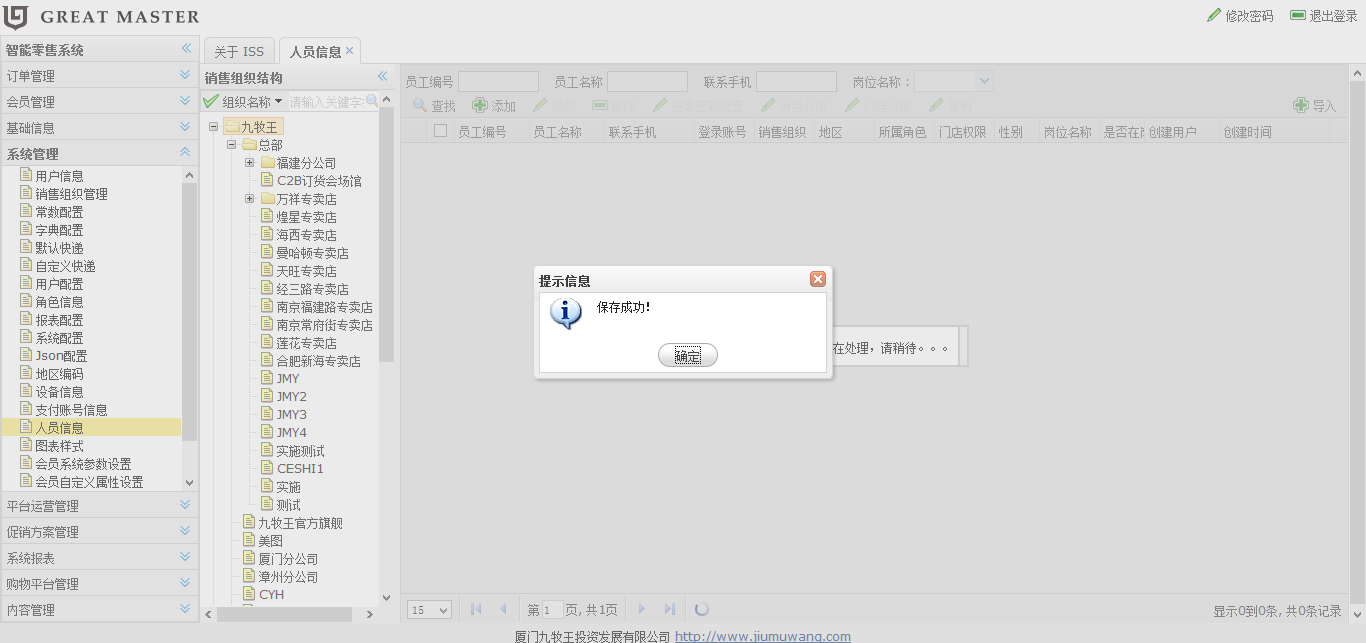 GREAT MASTER
修改密码 退出登录
智能零售系统
订单管理
会员管理
基础信息
系统管理
用户信息
销售组织管理
常数配置
字典配置
默认快递
自定义快递
用户配置
角色信息
报表配置
系统配置
Json配置
地区编码
设备信息
支付账号信息
人员信息
图表样式
会员系统参数设置
会员自定义属性设置
平台运营管理
促销方案管理
系统报表
购物平台管理
内容管理
关于 ISS 人员信息
销售组织结构
组织名称 请输入关键字:
九牧王
总部
福建分公司
C2B订货会场馆
万祥专卖店
煌星专卖店
海西专卖店
曼哈顿专卖店
天旺专卖店
经三路专卖店
南京福建路专卖店
南京常府街专卖店
莲花专卖店
合肥新海专卖店
JMY
JMY2
JMY3
JMY4
实施测试
CESHI1
实施
测试
九牧王官方旗舰
美图
厦门分公司
漳州分公司
CYH
员工编号 员工名称 联系手机 岗位名称：
查找 添加 导入
员工编号 员工名称 联系手机 登录账号 销售组织 地区 所属角色 门店权限 性别 岗位名称 是否在 创建用户 创建时间
提示信息
保存成功!
确定
在处理，请稍待。。。
15 第 1 页, 共1页 显示0到0条, 共0条记录
厦门九牧王投资发展有限公司 http://www.jiumuwang.com